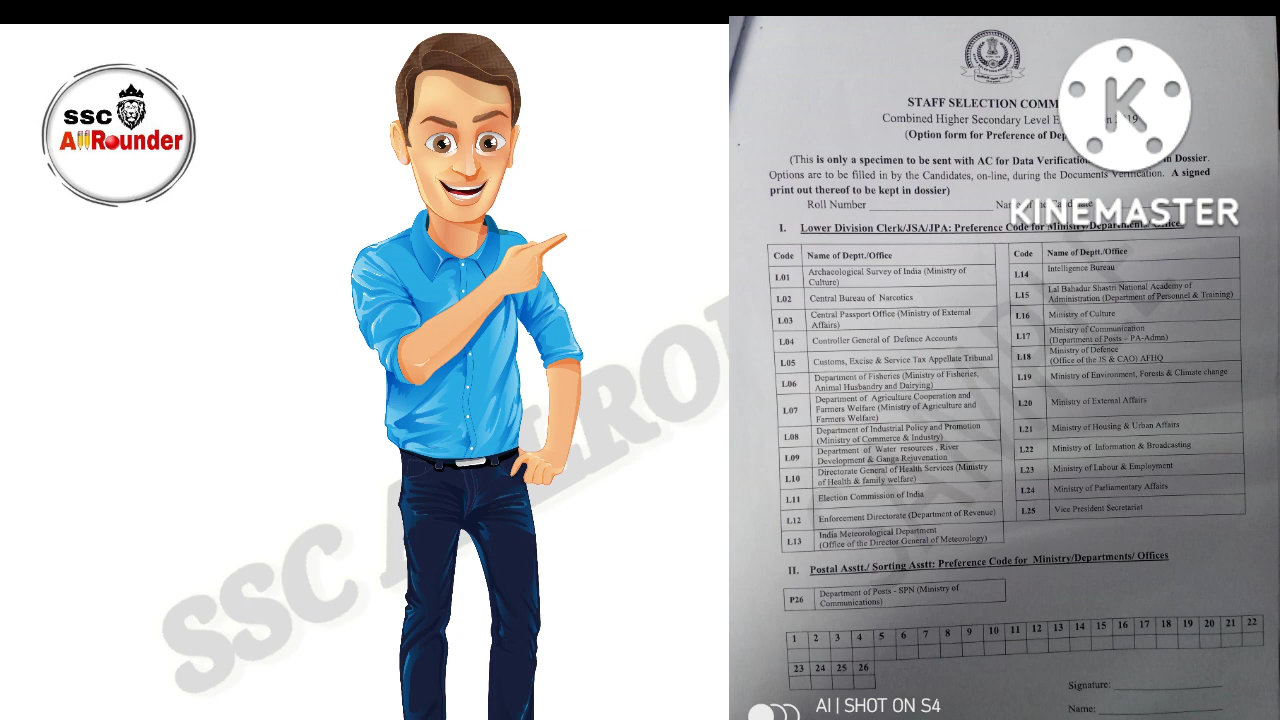 SSC
AllRounder
SSC ALLROU
STAFF SELECTION COMM
Combined Higher Secondary Level E
(Option form for Preference of Dep
(This is only a specimen to be sent with AC for Data Verification in Dossier.
Options are to be filled in by the Candidates, on-line, during the Documents Verification. A signed
print out thereof to be kept in dossier)
Roll Number
K
KINEMASTER
I. Lower Division Clerk/JSA/JPA: Preference Code for Ministry/Departments/ Offices
Code Name of Deptt./Office
L01 Archaeological Survey of India (Ministry of
Culture)
L02 Central Bureau of Narcotics
L03 Central Passport Office (Ministry of External
Affairs)
L04 Controller General of Defence Accounts
L05 Customs, Excise & Service Tax Appellate Tribunal
L06 Department of Fisheries (Ministry of Fisheries,
Animal Husbandry and Dairying)
L07 Department of Agriculture Cooperation and
Farmers Welfare (Ministry of Agriculture and
Farmers Welfare)
L08 Department of Industrial Policy and Promotion
(Ministry of Commerce & Industry)
L09 Department of Water resources , River
Development & Ganga Rejuvenation
L10 Directorate General of Health Services (Ministry
of Health & family welfare)
L11 Election Commission of India
L12 Enforcement Directorate (Department of Revenue)
L13 India Meteorological Department
(Office of the Director General of Meteorology)
Code Name of Deptt./Office
L14 Intelligence Bureau
L15 Lal Bahadur Shastri National Academy of
Administration (Department of Personnel & Training)
L16 Ministry of Culture
L17 Ministry of Communication
(Department of Posts – PA-Admn)
L18 Ministry of Defence
(Office of the JS & CAO) AFHQ
L19 Ministry of Environment, Forests & Climate change
L20 Ministry of External Affairs
L21 Ministry of Housing & Urban Affairs
L22 Ministry of Information & Broadcasting
L23 Ministry of Labour & Employment
L24 Ministry of Parliamentary Affairs
L25 Vice President Secretariat
II. Postal Asstt./ Sorting Asstt: Preference Code for Ministry/Departments/ Offices
P26 Department of Posts - SPN (Ministry of
Communications)
1 2 3 4 5 6 7 8 9 10 11 12 13 14 15 16 17 18 19 20 21 22
23 24 25 26
Signature:
Name:
AI | SHOT ON S4